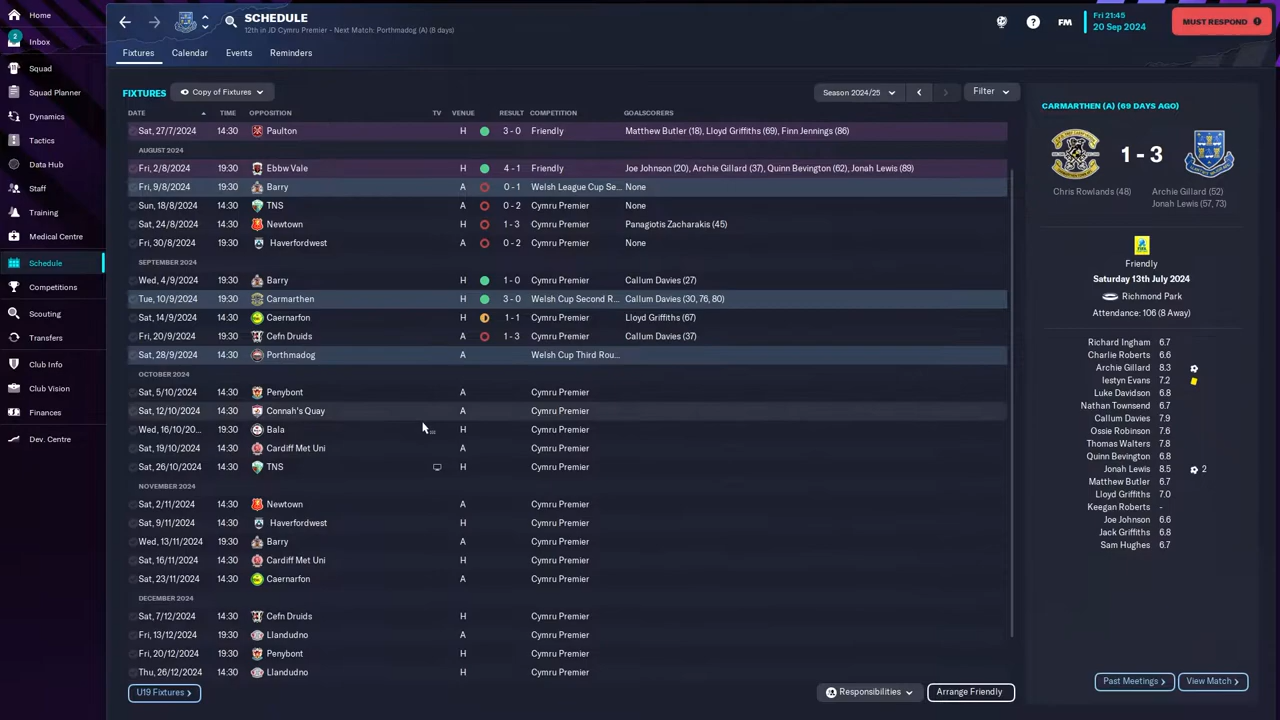 Home
2
Inbox
Squad
Squad Planner
Dynamics
Tactics
Data Hub
Staff
Training
Medical Centre
Schedule
Competitions
Scouting
Transfers
Club Info
Club Vision
Finances
Dev. Centre
SCHEDULE
12th in JD Cymru Premier - Next Match: Porthmadog (A) (8 days)
?
FM
Fri 21:45
20 Sep 2024
MUST RESPOND
Fixtures Calendar Events Reminders
FIXTURES Copy of Fixtures Season 2024/25 Filter
DATE TIME OPPOSITION TV VENUE RESULT COMPETITION GOALSCORERS
Sat, 27/7/2024 14:30 Paulton H 3 - 0 Friendly Matthew Butler (18), Lloyd Griffiths (69), Finn Jennings (86)
AUGUST 2024
Fri, 2/8/2024 19:30 Ebbw Vale H 4 - 1 Friendly Joe Johnson (20), Archie Gillard (37), Quinn Bevington (62), Jonah Lewis (89)
Fri, 9/8/2024 19:30 Barry A 0 - 1 Welsh League Cup Se... None
Sun, 18/8/2024 14:30 TNS A 0 - 2 Cymru Premier None
Sat, 24/8/2024 14:30 Newtown H 1 - 3 Cymru Premier Panagiotis Zacharakis (45)
Fri, 30/8/2024 19:30 Haverfordwest A 0 - 2 Cymru Premier None
SEPTEMBER 2024
Wed, 4/9/2024 19:30 Barry H 1 - 0 Cymru Premier Callum Davies (27)
Tue, 10/9/2024 19:30 Carmarthen H 3 - 0 Welsh Cup Second R... Callum Davies (30, 76, 80)
Sat, 14/9/2024 14:30 Caernarfon H 1 - 1 Cymru Premier Lloyd Griffiths (67)
Fri, 20/9/2024 19:30 Cefn Druids A 1 - 3 Cymru Premier Callum Davies (37)
Sat, 28/9/2024 14:30 Porthmadog A Welsh Cup Third Rou...
OCTOBER 2024
Sat, 5/10/2024 14:30 Penybont A Cymru Premier
Sat, 12/10/2024 14:30 Connah's Quay A Cymru Premier
Wed, 16/10/20... 19:30 Bala H Cymru Premier
Sat, 19/10/2024 14:30 Cardiff Met Uni A Cymru Premier
Sat, 26/10/2024 14:30 TNS H Cymru Premier
NOVEMBER 2024
Sat, 2/11/2024 14:30 Newtown A Cymru Premier
Sat, 9/11/2024 14:30 Haverfordwest H Cymru Premier
Wed, 13/11/2024 19:30 Barry A Cymru Premier
Sat, 16/11/2024 14:30 Cardiff Met Uni H Cymru Premier
Sat, 23/11/2024 14:30 Caernarfon A Cymru Premier
DECEMBER 2024
Sat, 7/12/2024 14:30 Cefn Druids H Cymru Premier
Fri, 13/12/2024 19:30 Llandudno A Cymru Premier
Fri, 20/12/2024 19:30 Penybont H Cymru Premier
Thu, 26/12/2024 14:30 Llandudno H Cymru Premier
U19 Fixtures Responsibilities Arrange Friendly
CARMARTHEN (A) (69 DAYS AGO)
1 - 3
Chris Rowlands (48) Archie Gillard (52)
Jonah Lewis (57, 73)
Friendly
Saturday 13th July 2024
Richmond Park
Attendance: 106 (8 Away)
Richard Ingham 6.7
Charlie Roberts 6.6
Archie Gillard 8.3
Iestyn Evans 7.2
Luke Davidson 6.8
Nathan Townsend 6.7
Callum Davies 7.9
Ossie Robinson 7.6
Thomas Walters 7.8
Quinn Bevington 6.8
Jonah Lewis 8.5 2
Matthew Butler 6.7
Lloyd Griffiths 7.0
Keegan Roberts -
Joe Johnson 6.6
Jack Griffiths 6.8
Sam Hughes 6.7
Past Meetings View Match